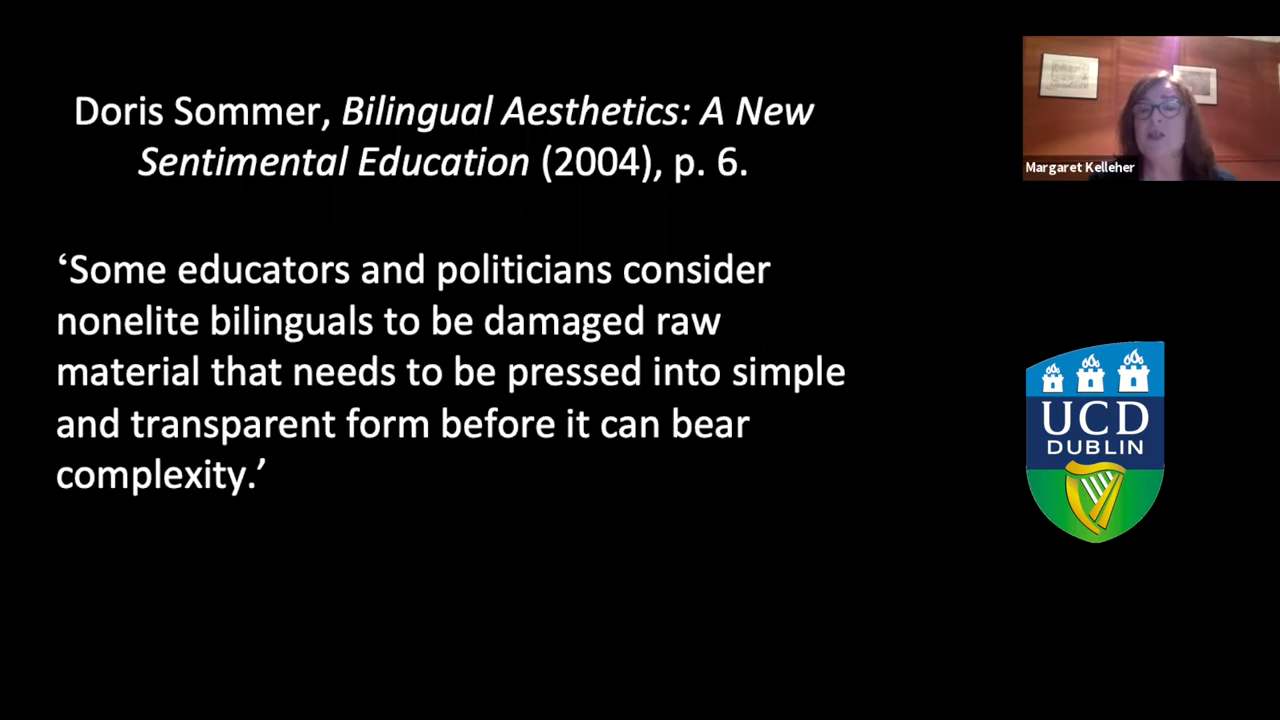 Doris Sommer, Bilingual Aesthetics: A New
Sentimental Education (2004), p. 6.
‘Some educators and politicians consider
nonelite bilinguals to be damaged raw
material that needs to be pressed into simple
and transparent form before it can bear
complexity.’
Margaret Kelleher
UCD
DUBLIN